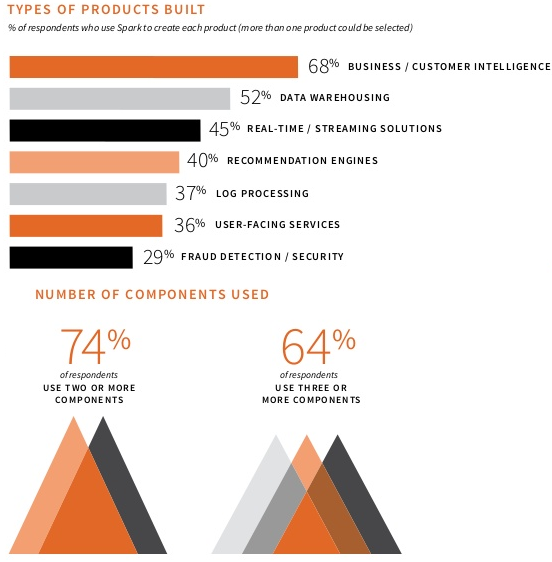 TYPES OF PRODUCTS BUILT
% of respondents who use Spark to create each product (more than one product could be selected)
68% BUSINESS / CUSTOMER INTELLIGENCE
52% DATA WAREHOUSING
45% REAL-TIME / STREAMING SOLUTIONS
40% RECOMMENDATION ENGINES
37% LOG PROCESSING
36% USER-FACING SERVICES
29% FRAUD DETECTION / SECURITY
NUMBER OF COMPONENTS USED
74%
of respondents
USE TWO OR MORE
COMPONENTS
64%
of respondents
USE THREE OR
MORE COMPONENTS